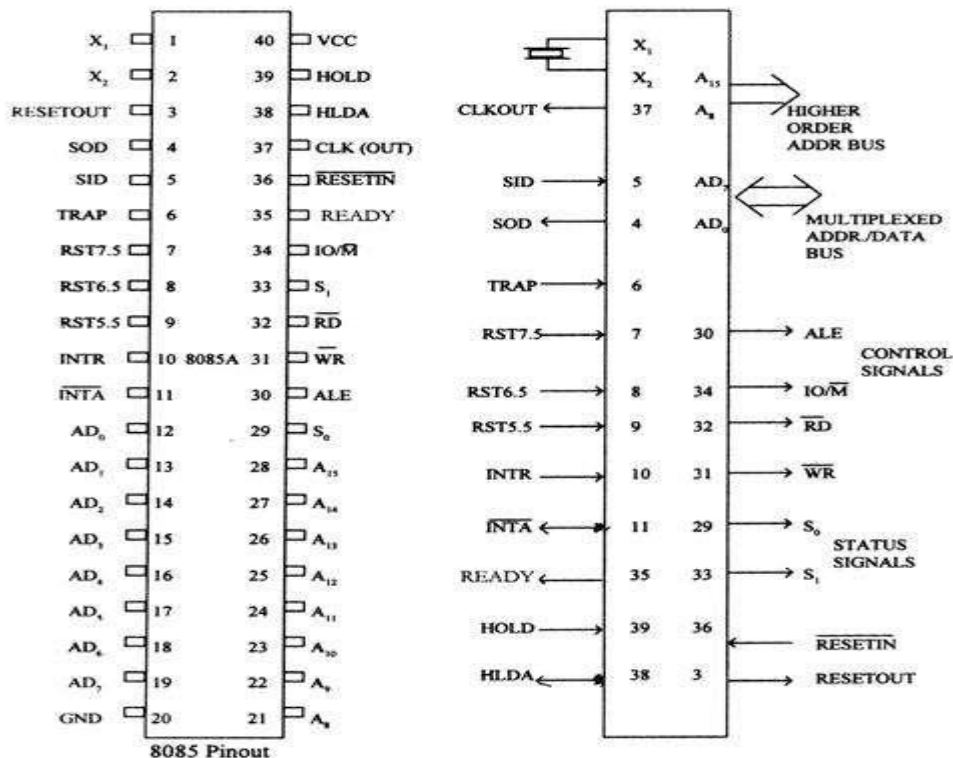 X₁ 1 40 VCC
X₂ 2 39 HOLD
RESETOUT 3 38 HLDA
SOD 4 37 CLK (OUT)
SID 5 36 RESETIN
TRAP 6 35 READY
RST7.5 7 34 IO/M
RST6.5 8 33 S₁
RST5.5 9 32 RD
INTR 10 8085A 31 WR
INTA 11 30 ALE
AD₀ 12 29 S₀
AD₁ 13 28 A₁₅
AD₂ 14 27 A₁₄
AD₃ 15 26 A₁₃
AD₄ 16 25 A₁₂
AD₄ 17 24 A₁₁
AD₆ 18 23 A₁₀
AD₇ 19 22 A₉
GND 20 21 A₈
8085 Pinout
X₁
X₂ A₁₅
CLKOUT 37 A₈
HIGHER
ORDER
ADDR BUS
SID 5 AD₇
SOD 4 AD₀
MULTIPLEXED
ADDR./DATA
BUS
TRAP 6
RST7.5 7 30 ALE
CONTROL
SIGNALS
RST6.5 8 34 IO/M
RST5.5 9 32 RD
INTR 10 31 WR
INTA 11 29 S₀
STATUS
SIGNALS
READY 35 33 S₁
HOLD 39 36
RESETIN
HLDA 38 3 RESETOUT